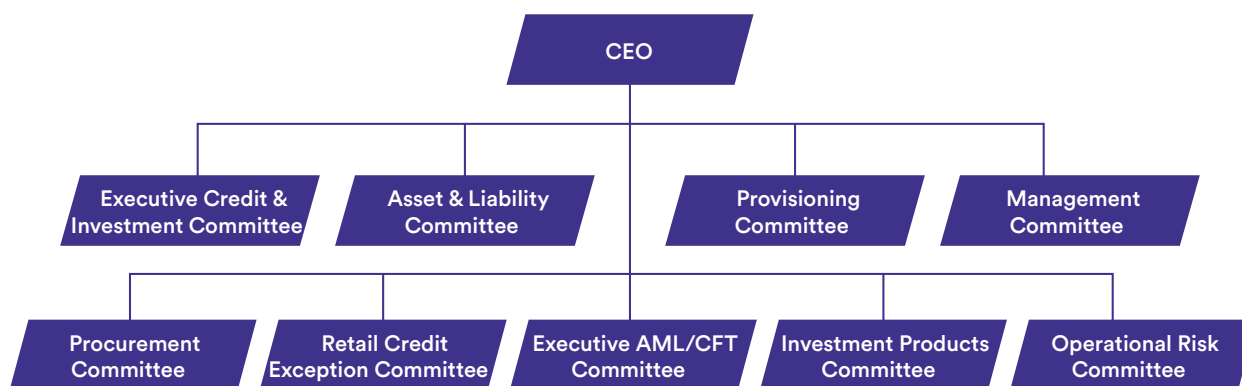 CEO
Executive Credit &
Investment Committee
Asset & Liability
Committee
Provisioning
Committee
Management
Committee
Procurement
Committee
Retail Credit
Exception Committee
Executive AML/CFT
Committee
Investment Products
Committee
Operational Risk
Committee